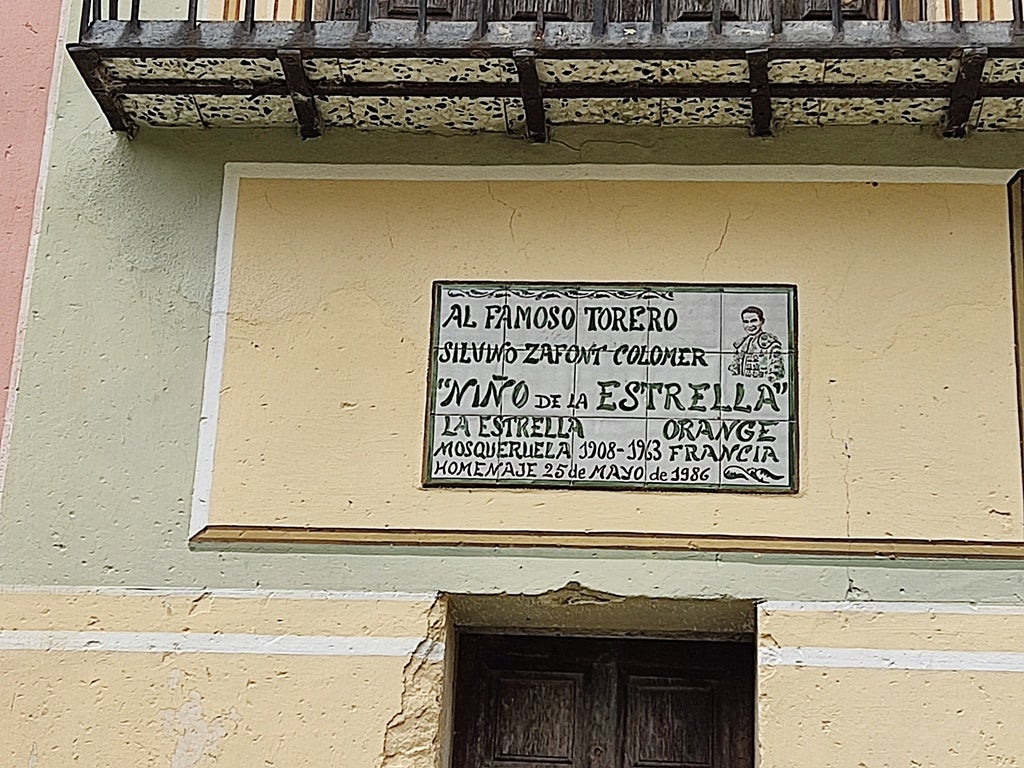 AL FAMOSO TORERO
SILVINO ZAFONT COLOMER
"NIÑO DE LA ESTRELLA"
LA ESTRELLA ORANGE
MOSQUERUELA 1908-1963 FRANCIA
HOMENAJE 25 de MAYO de 1986